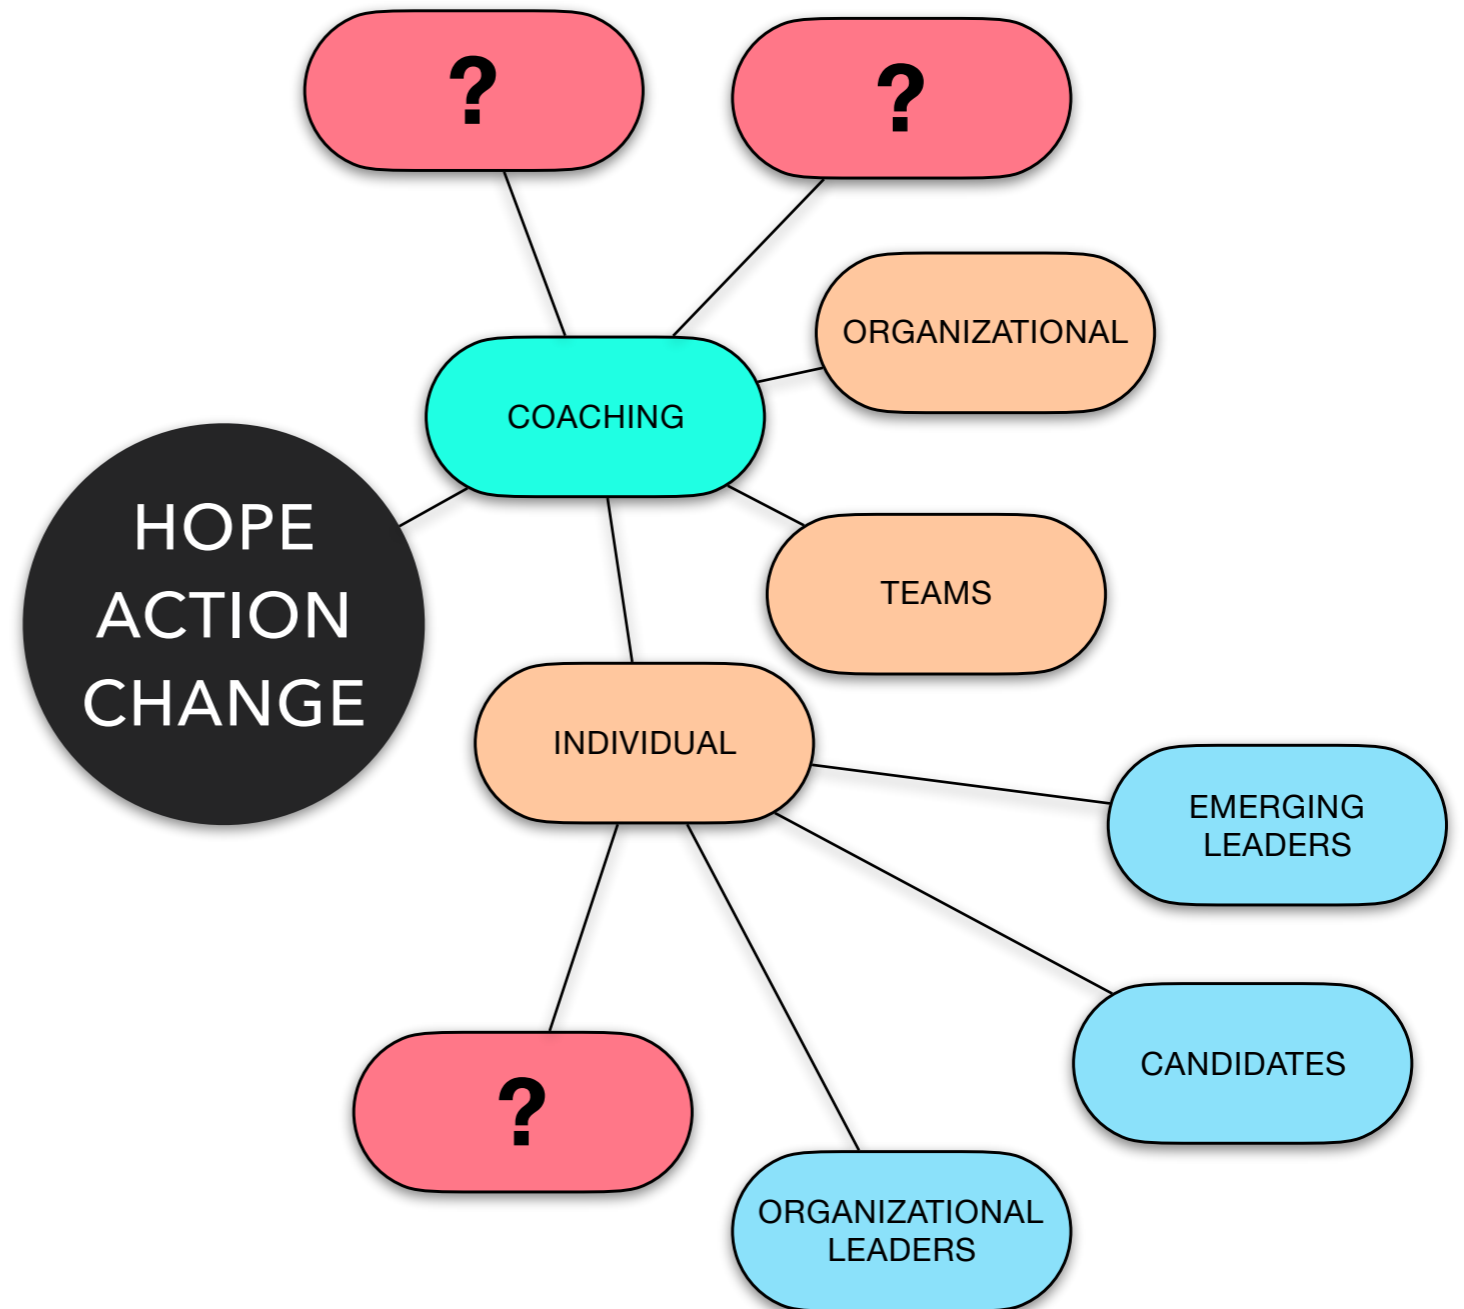 ?
?
ORGANIZATIONAL
COACHING
HOPE
ACTION
CHANGE
TEAMS
INDIVIDUAL
EMERGING
LEADERS
CANDIDATES
?
ORGANIZATIONAL
LEADERS